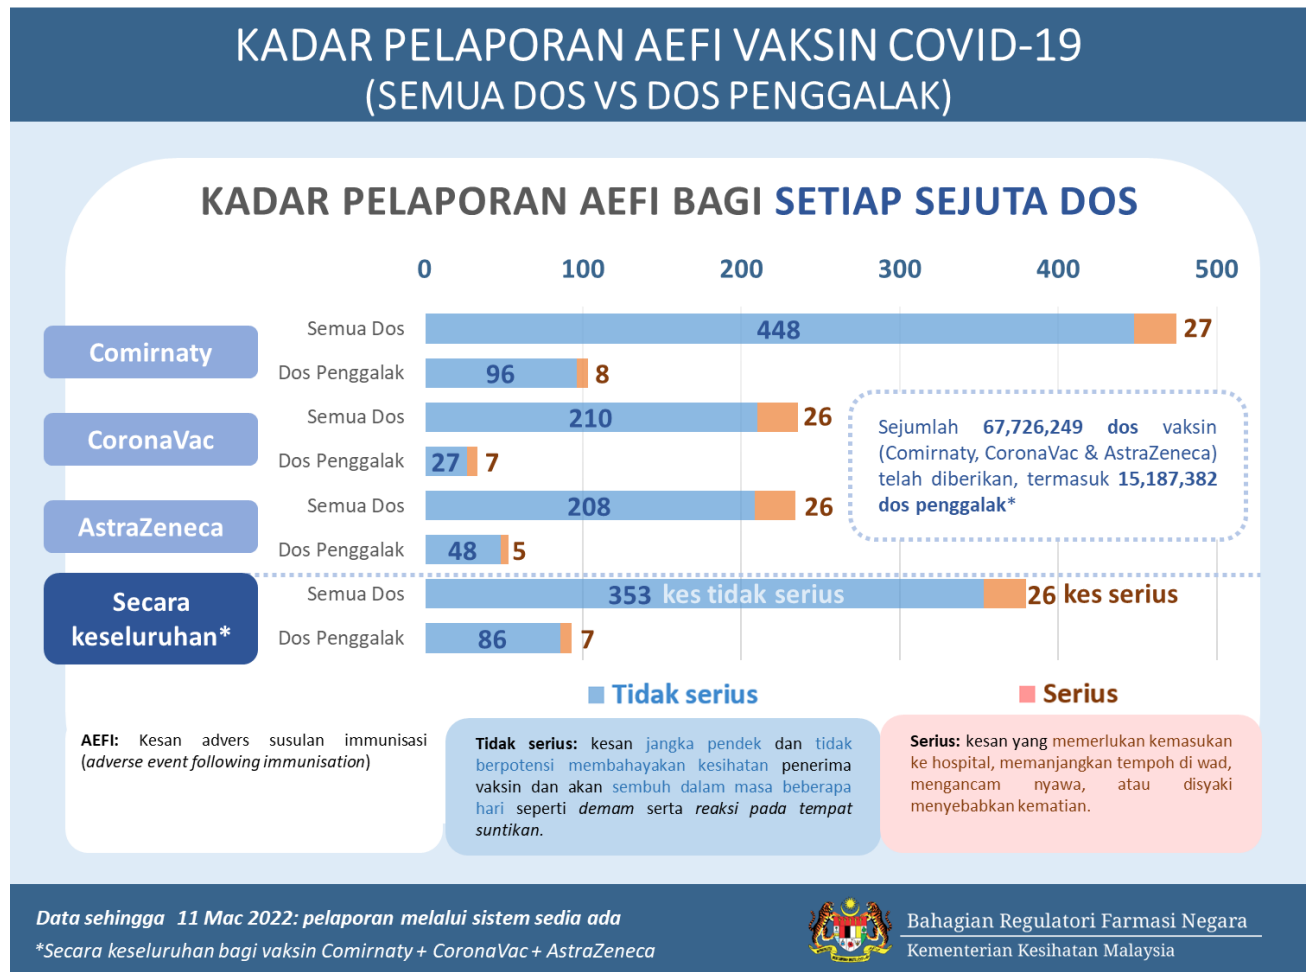 KADAR PELAPORAN AEFI VAKSIN COVID-19
(SEMUA DOS VS DOS PENGGALAK)
KADAR PELAPORAN AEFI BAGI SETIAP SEJUTA DOS
0 100 200 300 400 500
Comirnaty
Semua Dos 448 27
Dos Penggalak 96 8
CoronaVac
Semua Dos 210 26
Dos Penggalak 27 7
AstraZeneca
Semua Dos 208 26
Dos Penggalak 48 5
Sejumlah 67,726,249 dos vaksin
(Comirnaty, CoronaVac & AstraZeneca)
telah diberikan, termasuk 15,187,382
dos penggalak*
Secara
keseluruhan*
Semua Dos 353 kes tidak serius 26 kes serius
Dos Penggalak 86 7
Tidak serius Serius
AEFI: Kesan advers susulan immunisasi
(adverse event following immunisation)
Tidak serius: kesan jangka pendek dan tidak
berpotensi membahayakan kesihatan penerima
vaksin dan akan sembuh dalam masa beberapa
hari seperti demam serta reaksi pada tempat
suntikan.
Serius: kesan yang memerlukan kemasukan
ke hospital, memanjangkan tempoh di wad,
mengancam nyawa, atau disyaki
menyebabkan kematian.
Data sehingga 11 Mac 2022: pelaporan melalui sistem sedia ada
*Secara keseluruhan bagi vaksin Comirnaty + CoronaVac + AstraZeneca
Bahagian Regulatori Farmasi Negara
Kementerian Kesihatan Malaysia